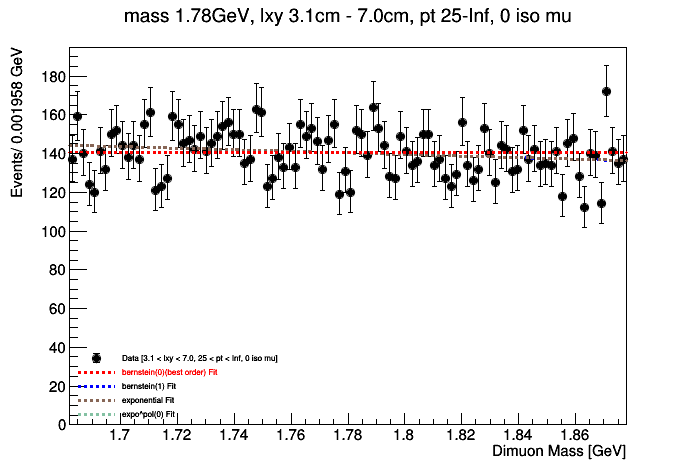 mass 1.78GeV, lxy 3.1cm - 7.0cm, pt 25-Inf, 0 iso mu
Events/ 0.001958 GeV
180
160
140
120
100
80
60
40
20
0
Data [3.1 < lxy < 7.0, 25 < pt < Inf, 0 iso mu]
bernstein(0)(best order) Fit
bernstein(1) Fit
exponential Fit
expo*pol(0) Fit
1.7 1.72 1.74 1.76 1.78 1.8 1.82 1.84 1.86
Dimuon Mass [GeV]